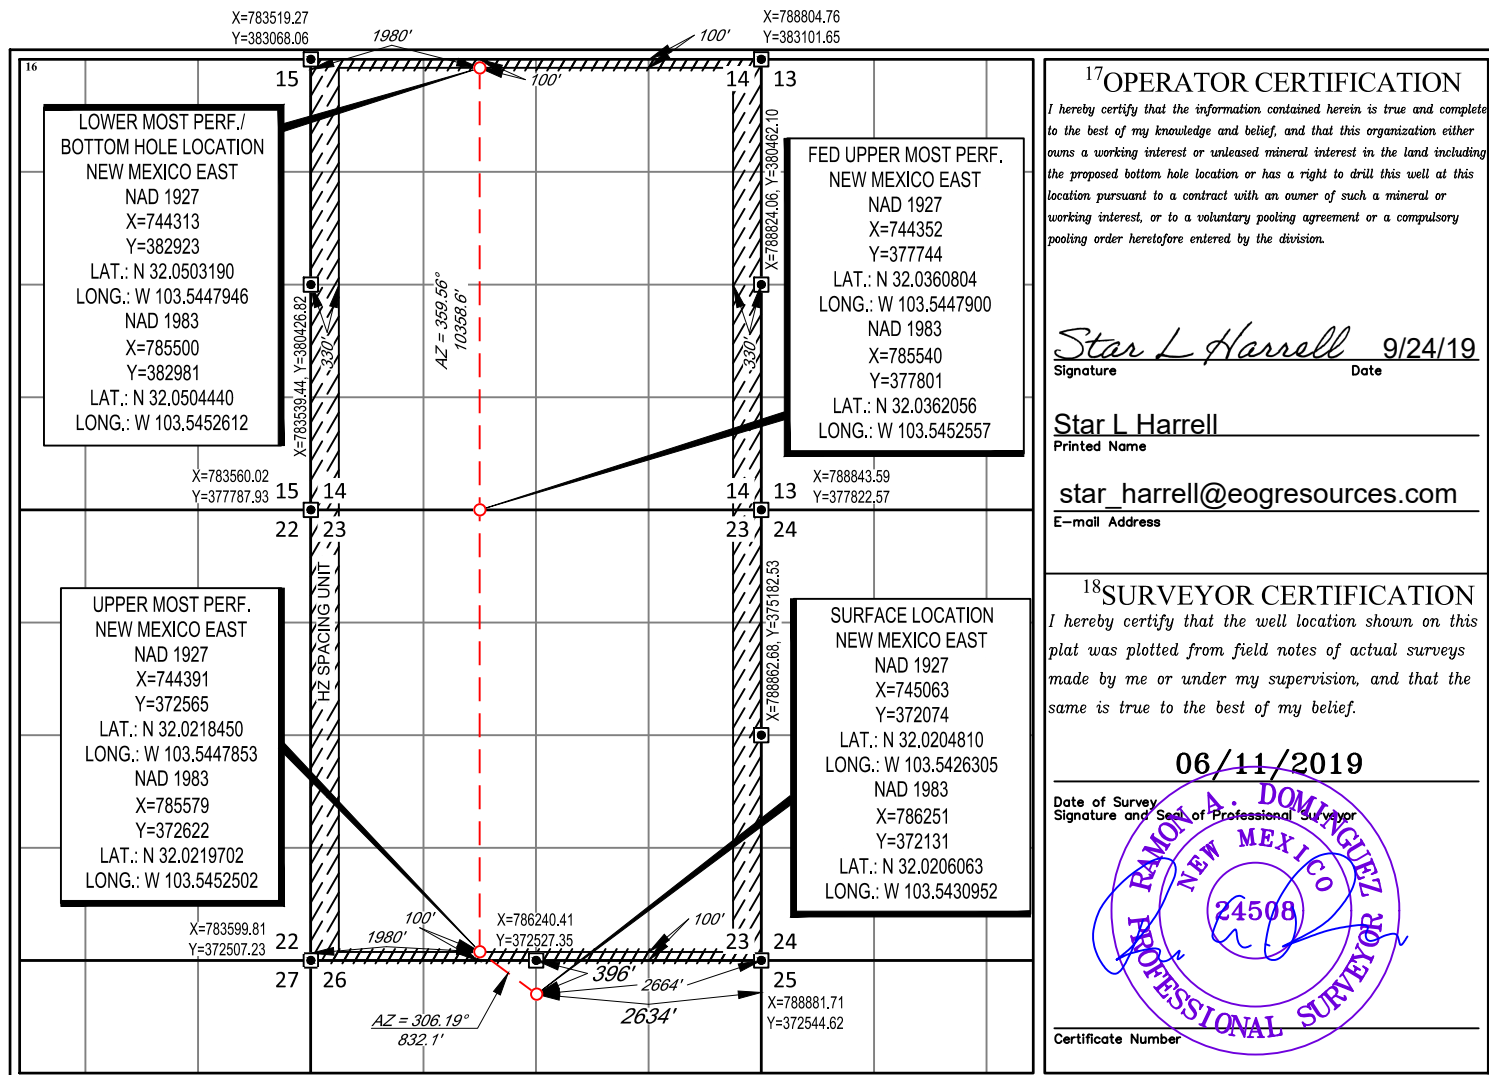 X=783519.27
Y=383068.06
1980'
100'
X=788804.76
Y=383101.65
16
15
100'
14
13
LOWER MOST PERF./
BOTTOM HOLE LOCATION
NEW MEXICO EAST
NAD 1927
X=744313
Y=382923
LAT.: N 32.0503190
LONG.: W 103.5447946
NAD 1983
X=785500
Y=382981
LAT.: N 32.0504440
LONG.: W 103.5452612
X=788824.06, Y=380462.10
FED UPPER MOST PERF.
NEW MEXICO EAST
NAD 1927
X=744352
Y=377744
LAT.: N 32.0360804
LONG.: W 103.5447900
NAD 1983
X=785540
Y=377801
LAT.: N 32.0362056
LONG.: W 103.5452557
X=783539.44, Y=380426.82
330'
AZ = 359.56°
10358.6'
330'
X=783560.02
Y=377787.93
15
14
22
23
14
13
23
24
X=788843.59
Y=377822.57
HZ SPACING UNIT
UPPER MOST PERF.
NEW MEXICO EAST
NAD 1927
X=744391
Y=372565
LAT.: N 32.0218450
LONG.: W 103.5447853
NAD 1983
X=785579
Y=372622
LAT.: N 32.0219702
LONG.: W 103.5452502
X=788862.68, Y=375182.53
SURFACE LOCATION
NEW MEXICO EAST
NAD 1927
X=745063
Y=372074
LAT.: N 32.0204810
LONG.: W 103.5426305
NAD 1983
X=786251
Y=372131
LAT.: N 32.0206063
LONG.: W 103.5430952
X=783599.81
Y=372507.23
22
27
26
1980'
100'
X=786240.41
Y=372527.35
100'
23
24
25
396'
2664'
2634'
AZ = 306.19°
832.1'
X=788881.71
Y=372544.62
17 OPERATOR CERTIFICATION
I hereby certify that the information contained herein is true and complete
to the best of my knowledge and belief, and that this organization either
owns a working interest or unleased mineral interest in the land including
the proposed bottom hole location or has a right to drill this well at this
location pursuant to a contract with an owner of such a mineral or
working interest, or to a voluntary pooling agreement or a compulsory
pooling order heretofore entered by the division.
Star L Harrell 9/24/19
Signature Date
Star L Harrell
Printed Name
star_harrell@eogresources.com
E-mail Address
18 SURVEYOR CERTIFICATION
I hereby certify that the well location shown on this
plat was plotted from field notes of actual surveys
made by me or under my supervision, and that the
same is true to the best of my belief.
06/11/2019
Date of Survey
Signature and Seal of Professional Surveyor
RAMON A. DOMINGUEZ
NEW MEXICO
24508
PROFESSIONAL SURVEYOR
Certificate Number